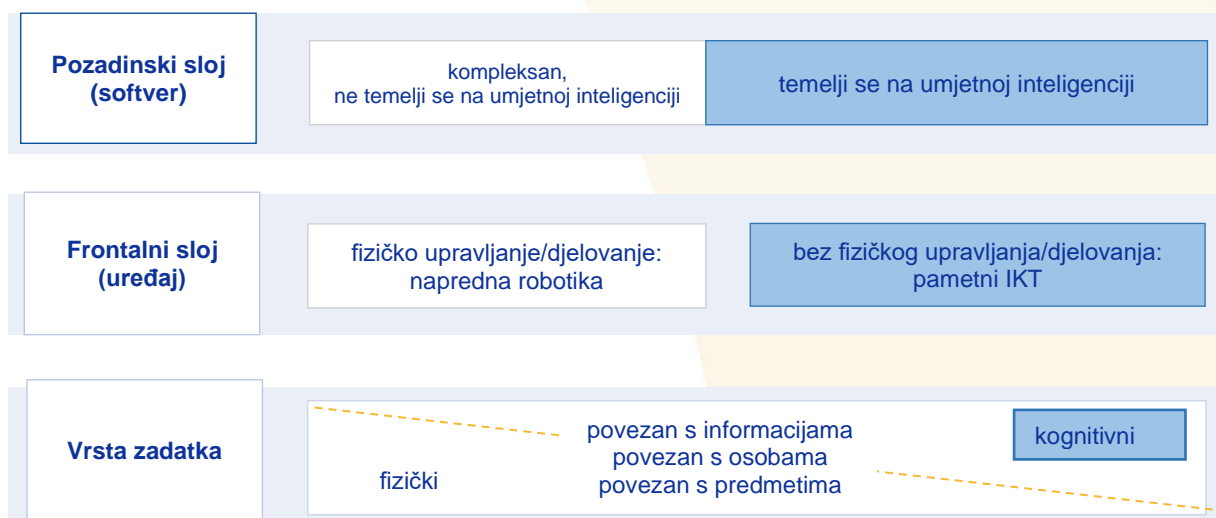 Pozadinski sloj
(softver)
kompleksan,
ne temelji se na umjetnoj inteligenciji
temelji se na umjetnoj inteligenciji
Frontalni sloj
(uređaj)
fizičko upravljanje/djelovanje:
napredna robotika
bez fizičkog upravljanja/djelovanja:
pametni IKT
Vrsta zadatka
fizički
povezan s informacijama
povezan s osobama
povezan s predmetima
kognitivni